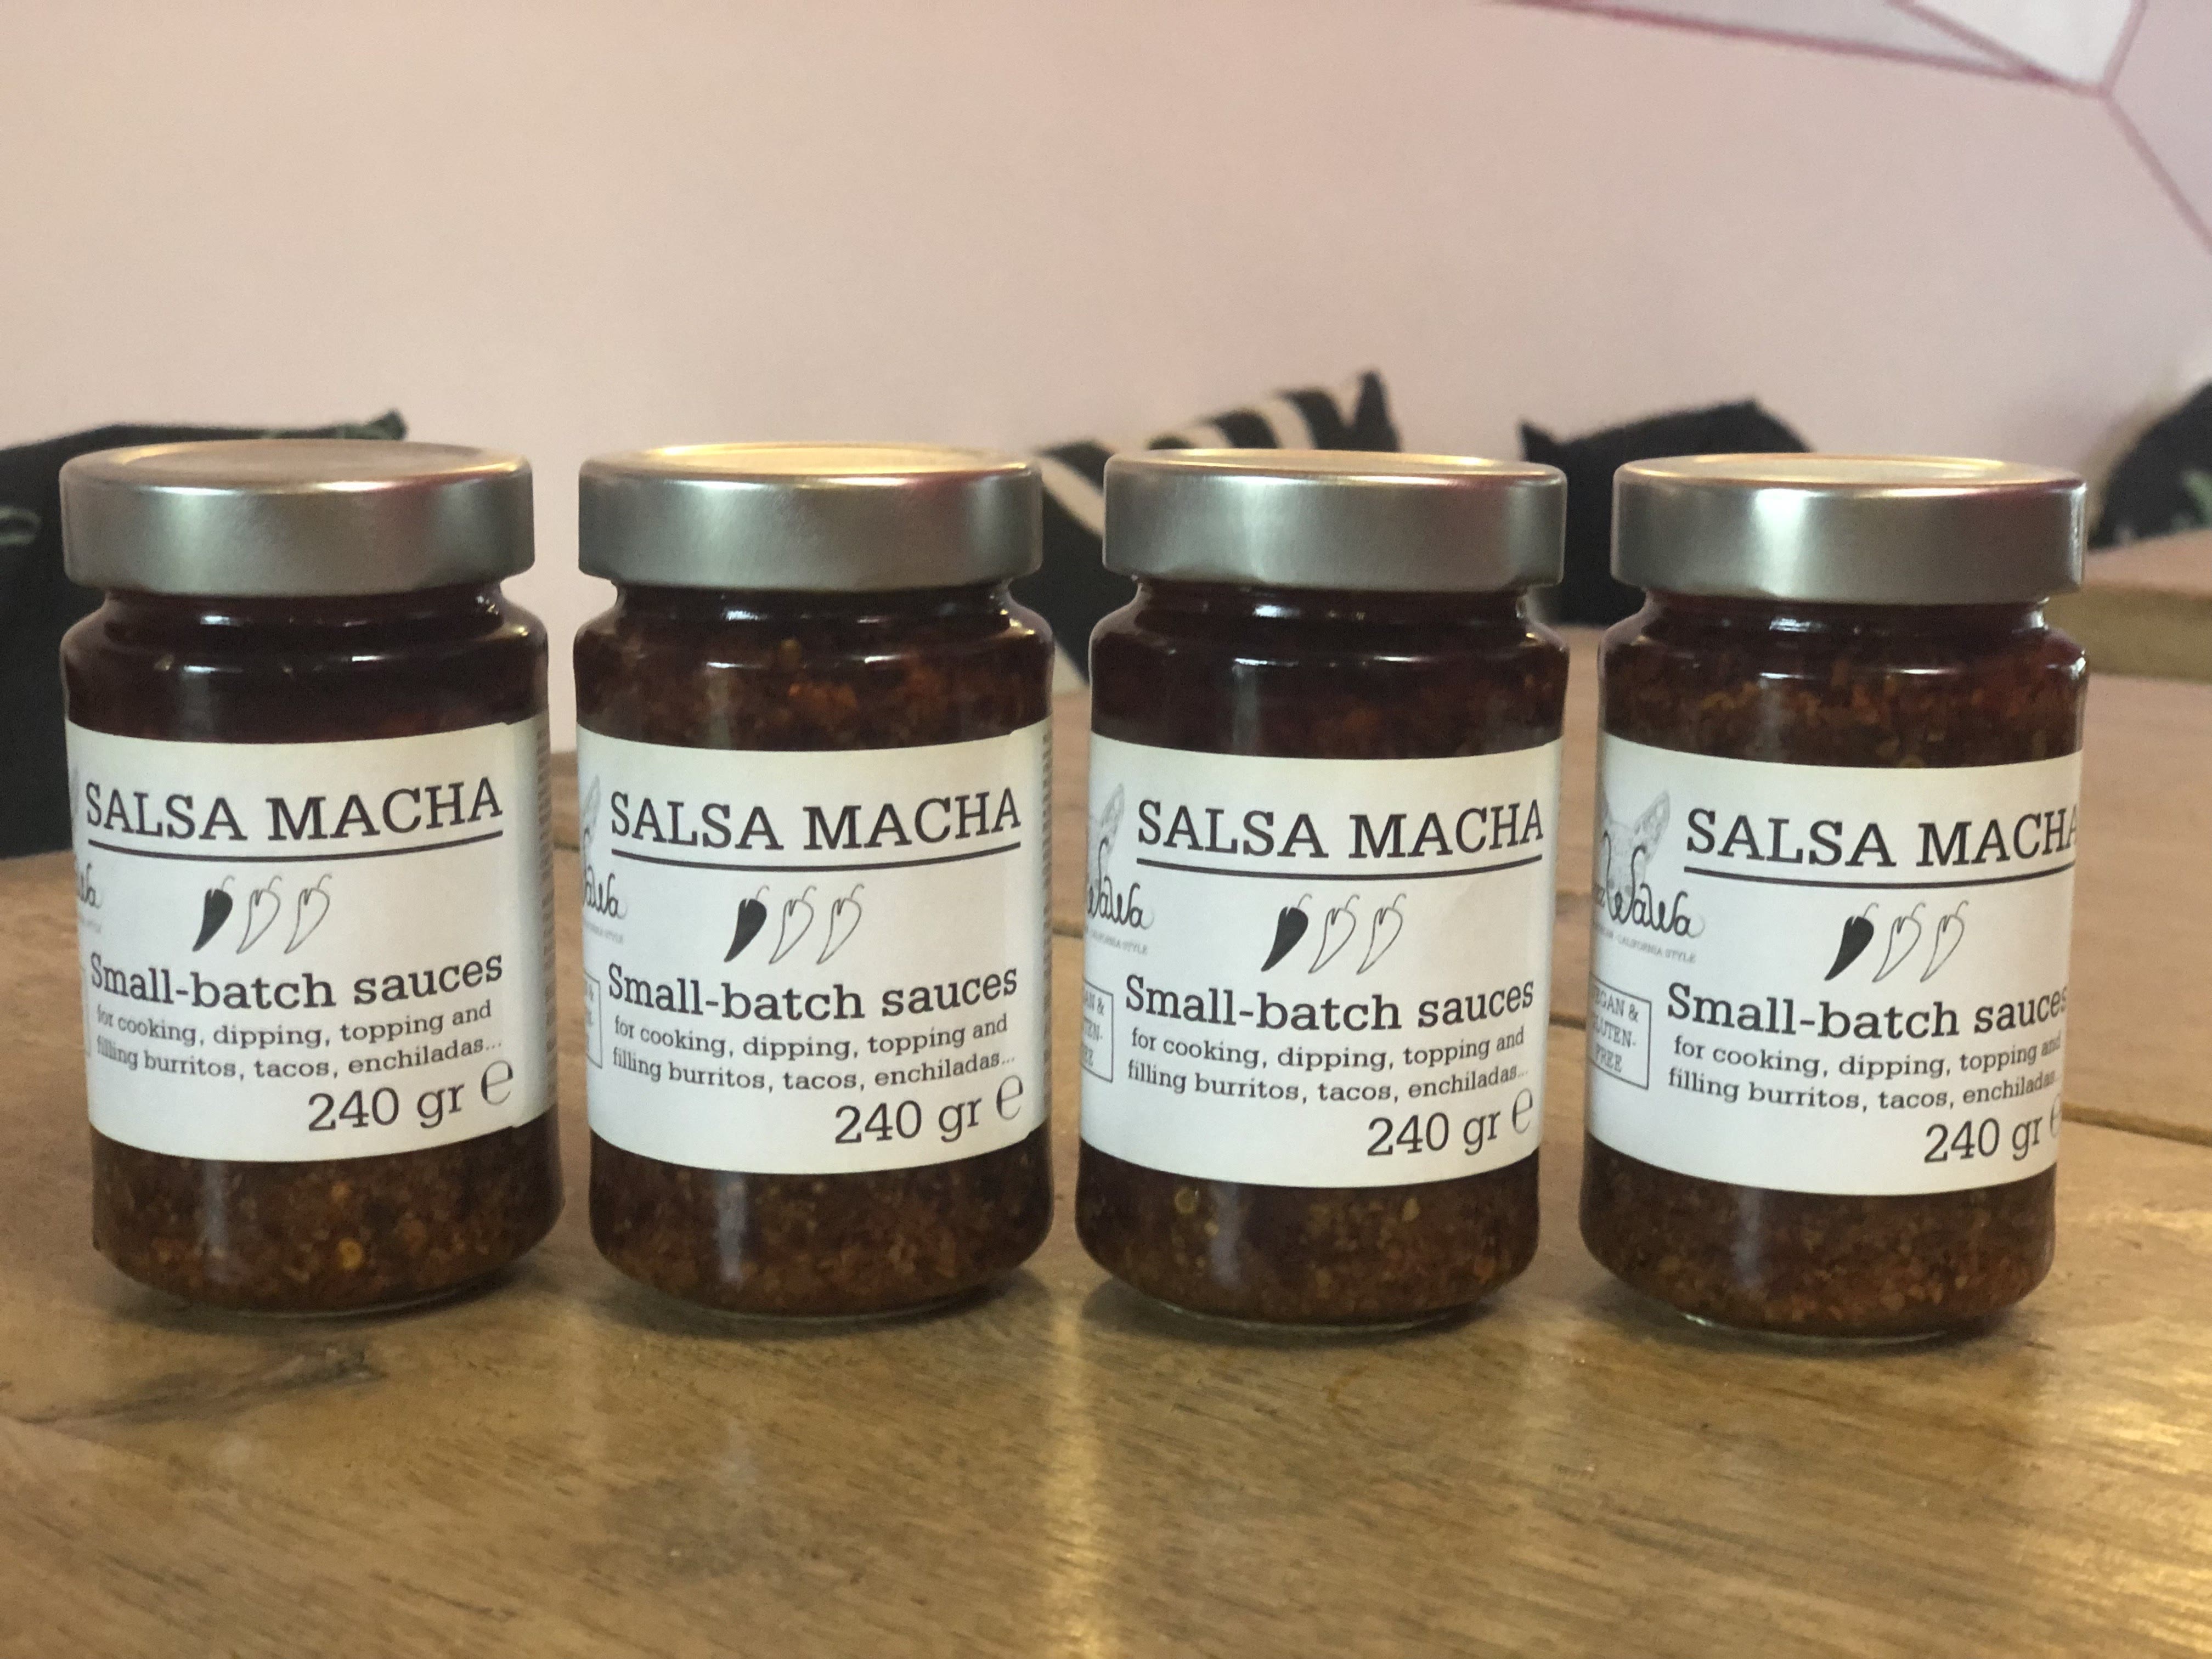 SALSA MACHA
Small-batch sauces
for cooking, dipping, topping and
filling burritos, tacos, enchiladas...
240 gr ℮
SALSA MACHA
Small-batch sauces
for cooking, dipping, topping and
filling burritos, tacos, enchiladas...
240 gr ℮
SALSA MACHA
Small-batch sauces
for cooking, dipping, topping and
filling burritos, tacos, enchiladas...
240 gr ℮
SALSA MACHA
CALIFORNIA STYLE
Small-batch sauces
for cooking, dipping, topping and
filling burritos, tacos, enchiladas...
240 gr ℮
&
FREE